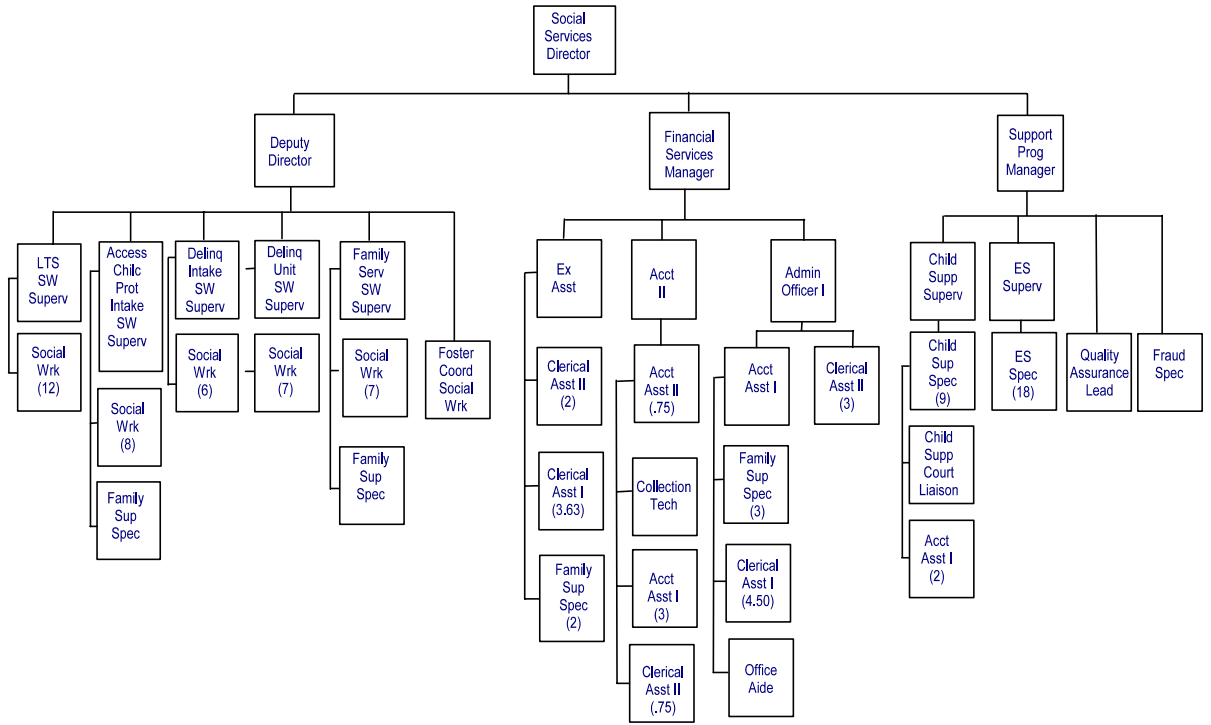 Social
Services
Director
Deputy
Director
Financial
Services
Manager
Support
Prog
Manager
LTS
SW
Superv
Access
Chilc
Prot
Intake
SW
Superv
Delinq
Intake
SW
Superv
Delinq
Unit
SW
Superv
Family
Serv
SW
Superv
Ex
Asst
Acct
II
Admin
Officer I
Child
Supp
Superv
ES
Superv
Social
Wrk
(12)
Social
Wrk
(8)
Family
Sup
Spec
Social
Wrk
(6)
Social
Wrk
(7)
Social
Wrk
(7)
Family
Sup
Spec
Foster
Coord
Social
Wrk
Clerical
Asst II
(2)
Clerical
Asst I
(3.63)
Family
Sup
Spec
(2)
Acct
Asst II
(.75)
Collection
Tech
Acct
Asst I
(3)
Clerical
Asst II
(.75)
Acct
Asst I
Family
Sup
Spec
(3)
Clerical
Asst I
(4.50)
Office
Aide
Clerical
Asst II
(3)
Child
Sup
Spec
(9)
Child
Supp
Court
Liaison
Acct
Asst I
(2)
ES
Spec
(18)
Quality
Assurance
Lead
Fraud
Spec